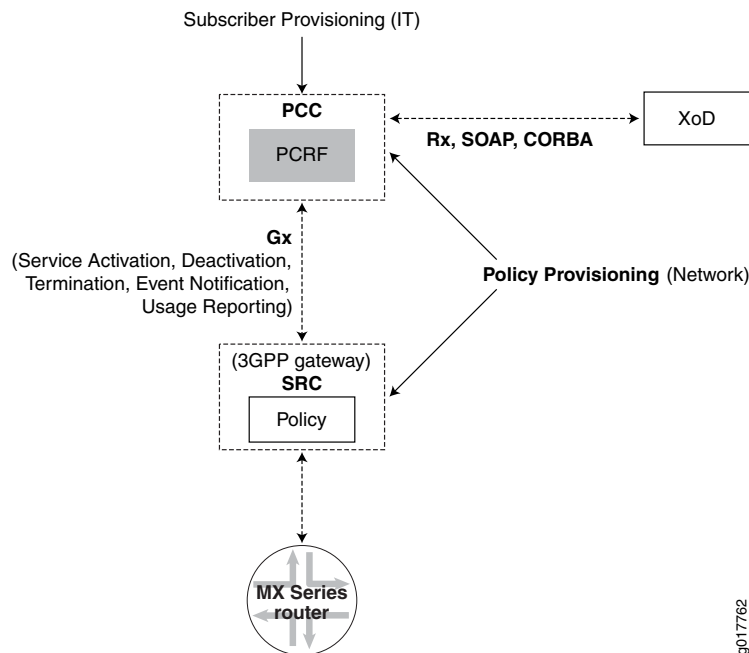 Subscriber Provisioning (IT)
PCC
PCRF
XoD
Rx, SOAP, CORBA
Gx
(Service Activation, Deactivation,
Termination, Event Notification,
Usage Reporting)
Policy Provisioning (Network)
(3GPP gateway)
SRC
Policy
MX Series
router
g017762